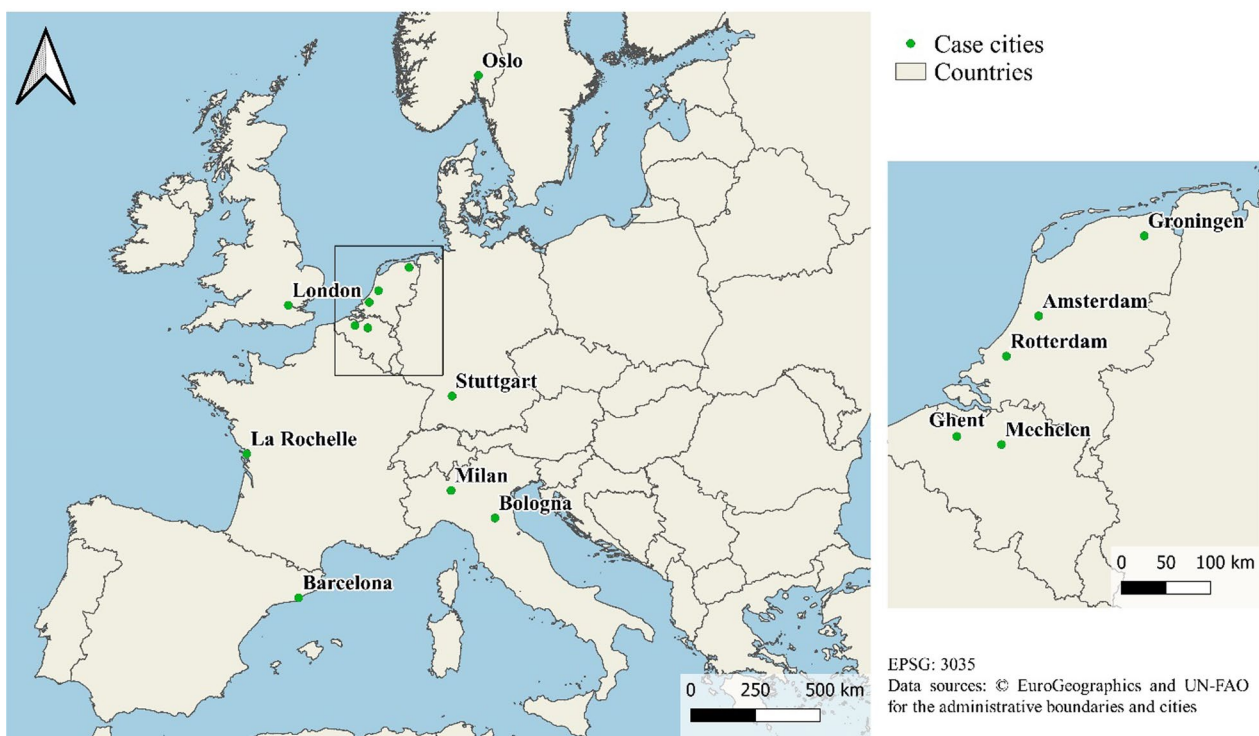 Oslo
London
Stuttgart
La Rochelle
Milan
Bologna
Barcelona
0 250 500 km
Case cities
Countries
Groningen
Amsterdam
Rotterdam
Ghent
Mechelen
0 50 100 km
EPSG: 3035
Data sources: © EuroGeographics and UN-FAO
for the administrative boundaries and cities